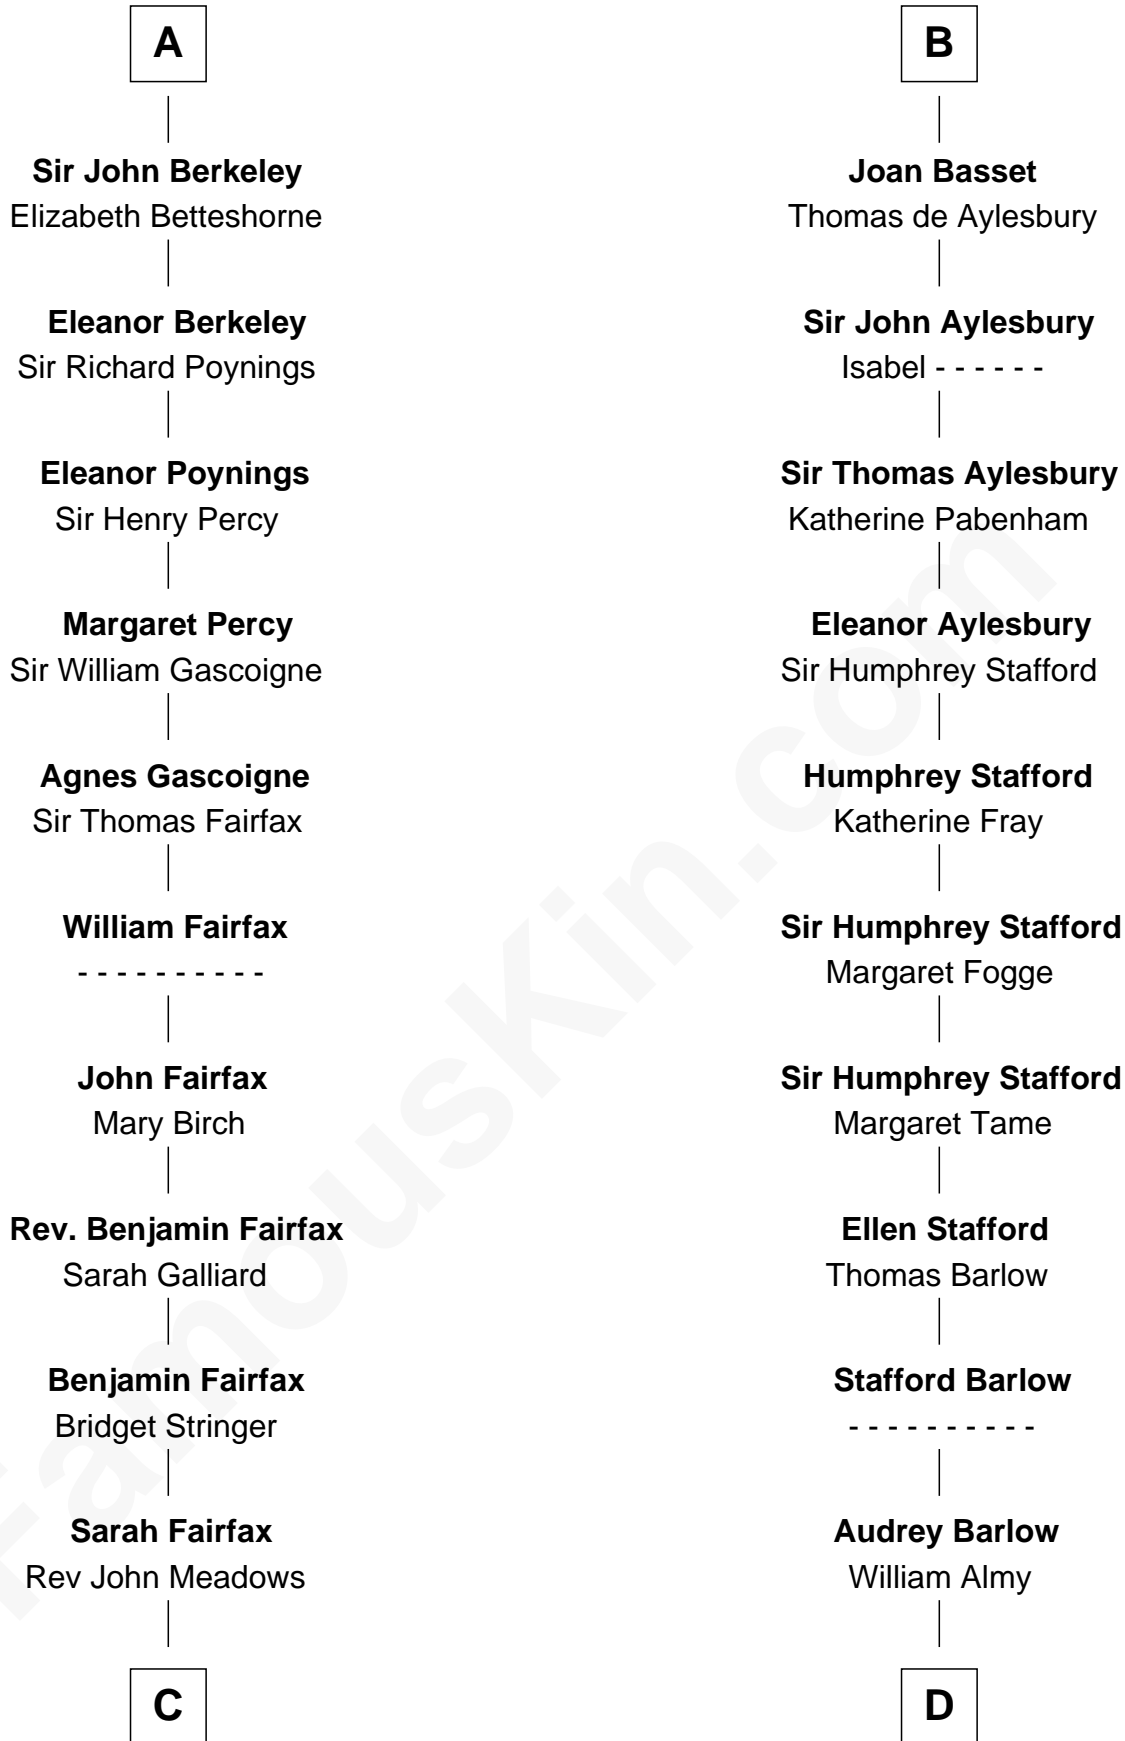 A
Sir John Berkeley
Elizabeth Betteshorne
Eleanor Berkeley
Sir Richard Poynings
Eleanor Poynings
Sir Henry Percy
Margaret Percy
Sir William Gascoigne
Agnes Gascoigne
Sir Thomas Fairfax
William Fairfax
- - - - - - - - - -
John Fairfax
Mary Birch
Rev. Benjamin Fairfax
Sarah Galliard
Benjamin Fairfax
Bridget Stringer
Sarah Fairfax
Rev John Meadows
C
B
Joan Basset
Thomas de Aylesbury
Sir John Aylesbury
Isabel - - - - - -
Sir Thomas Aylesbury
Katherine Pabenham
Eleanor Aylesbury
Sir Humphrey Stafford
Humphrey Stafford
Katherine Fray
Sir Humphrey Stafford
Margaret Fogge
Sir Humphrey Stafford
Margaret Tame
Ellen Stafford
Thomas Barlow
Stafford Barlow
- - - - - - - - - -
Audrey Barlow
William Almy
D
FamousKin.com